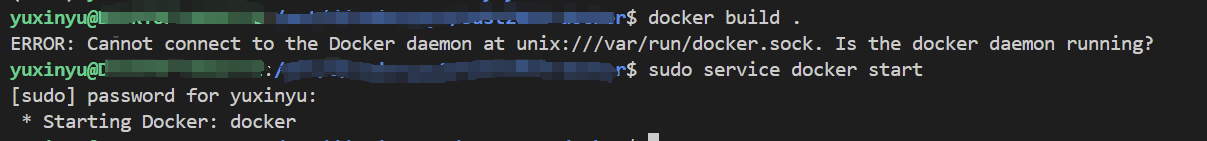 yuxinyu@ $ docker build .
ERROR: Cannot connect to the Docker daemon at unix:///var/run/docker.sock. Is the docker daemon running?
yuxinyu@ :/ $ sudo service docker start
[sudo] password for yuxinyu:
 * Starting Docker: docker